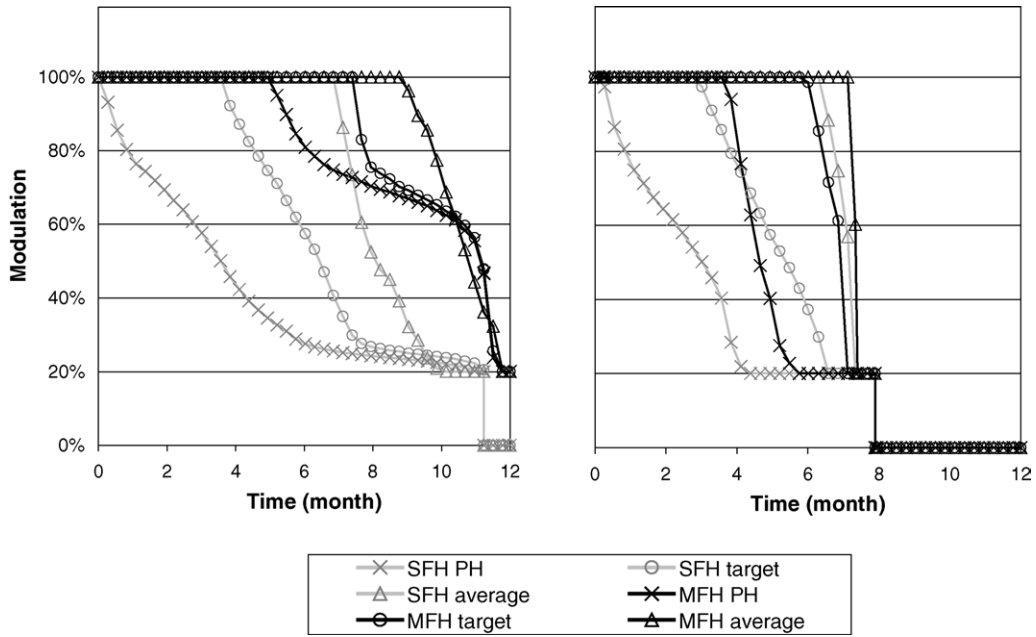 100%
80%
60%
40%
20%
0%
Modulation
0 2 4 6 8 10 12
0 2 4 6 8 10 12
Time (month)
Time (month)
SFH PH
SFH target
SFH average
MFH PH
MFH target
MFH average